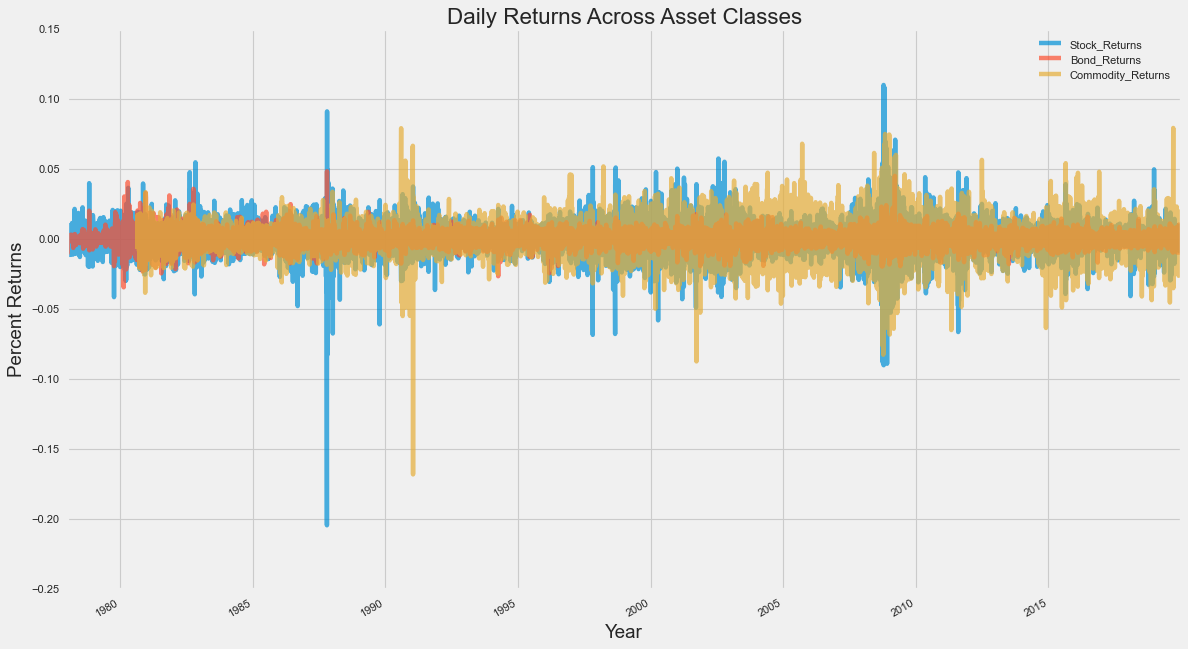 Daily Returns Across Asset Classes
Stock_Returns
Bond_Returns
Commodity_Returns
Percent Returns
0.15
0.10
0.05
0.00
−0.05
−0.10
−0.15
−0.20
−0.25
1980
1985
1990
1995
2000
2005
2010
2015
Year